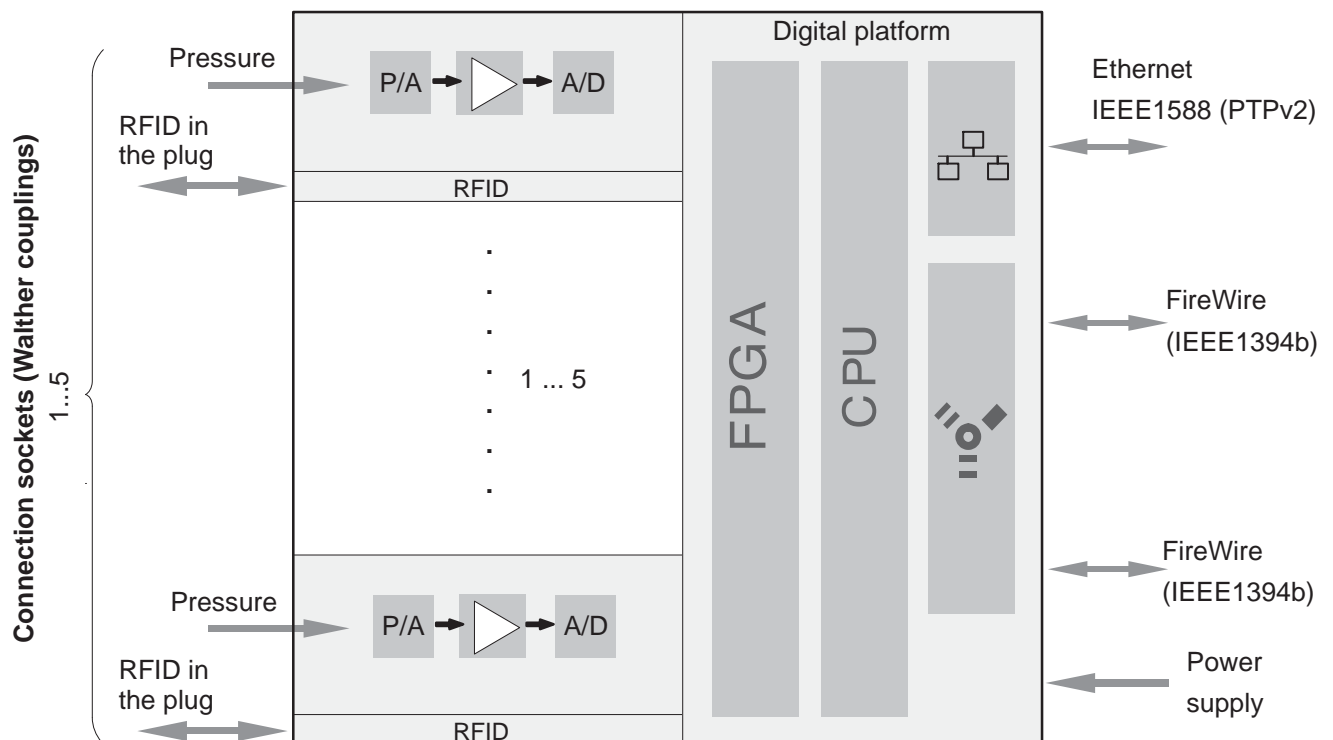 Digital platform
Pressure
P/A
A/D
RFID in
the plug
RFID
Connection sockets (Walther couplings)
1...5
1 ... 5
Pressure
P/A
A/D
RFID in
the plug
RFID
FPGA
CPU
Ethernet
IEEE1588 (PTPv2)
FireWire
(IEEE1394b)
FireWire
(IEEE1394b)
Power
supply